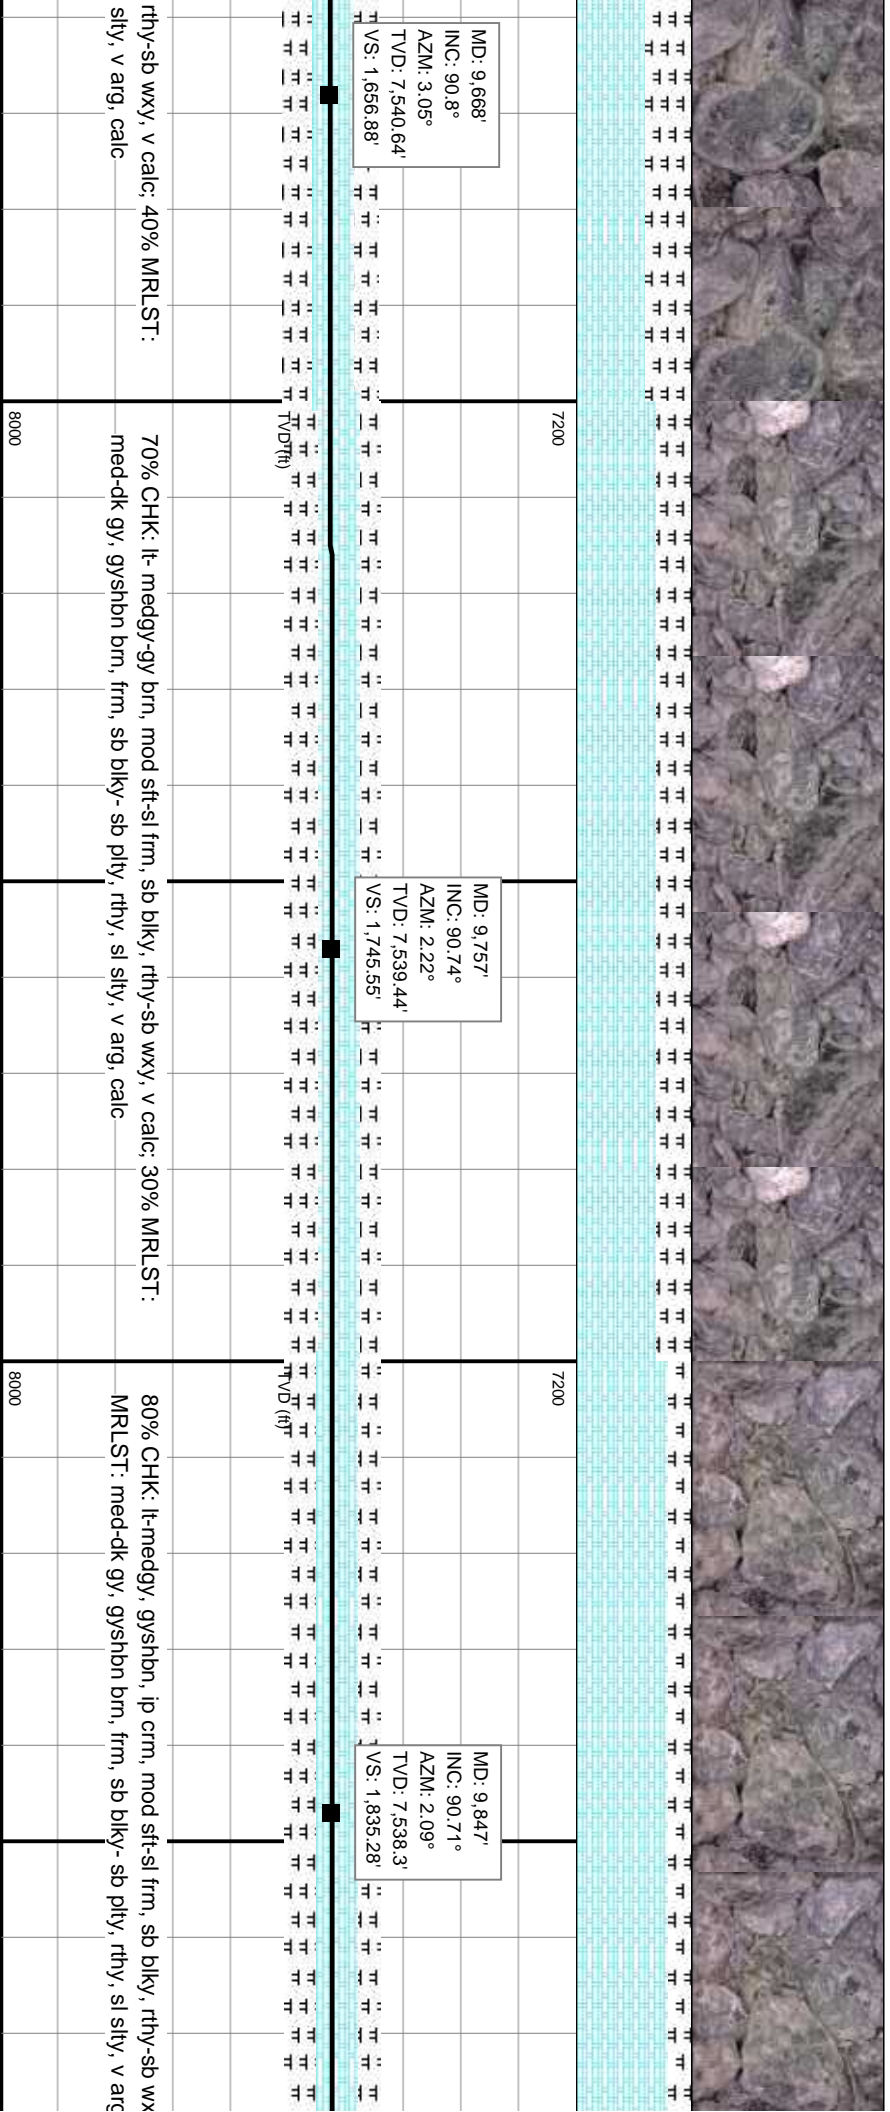 MD: 9,668'
INC: 90.8°
AZM: 3.05°
TVD: 7,540.64'
VS: 1,656.88'
rthy-sb wxy, v calc; 40% MRLST:
slty, v arg, calc
7200
TVD (ft)
8000
70% CHK: lt- medgy-gy brn, mod sft-sl frm, sb blky, rthy-sb wxy, v calc; 30% MRLST:
med-dk gy, gyshbn brn, frm, sb blky- sb plty, rthy, sl slty, v arg, calc
MD: 9,757'
INC: 90.74°
AZM: 2.22°
TVD: 7,539.44'
VS: 1,745.55'
7200
TVD (ft)
8000
80% CHK: lt-medgy, gyshbn, ip crm, mod sft-sl frm, sb blky, rthy-sb wx
MRLST: med-dk gy, gyshbn brn, frm, sb blky- sb plty, rthy, sl slty, v arg
MD: 9,847'
INC: 90.71°
AZM: 2.09°
TVD: 7,538.3'
VS: 1,835.28'